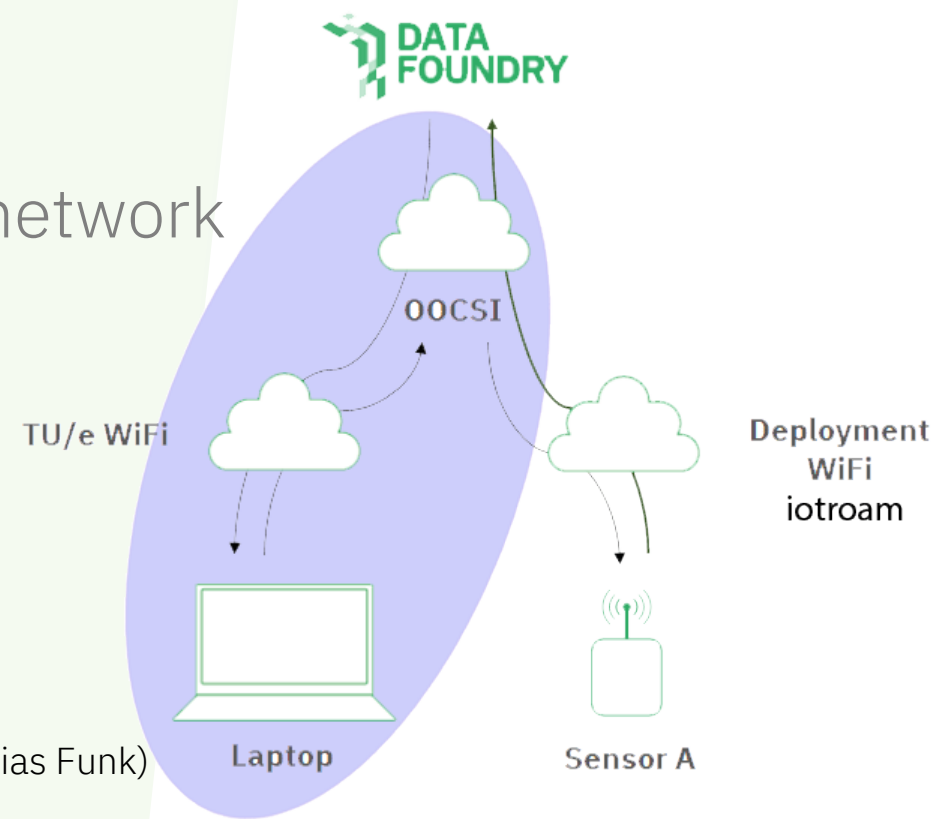 DATA
FOUNDRY
network
OOCSI
TU/e WiFi
Deployment
WiFi
iotroam
Laptop
Sensor A
ias Funk)